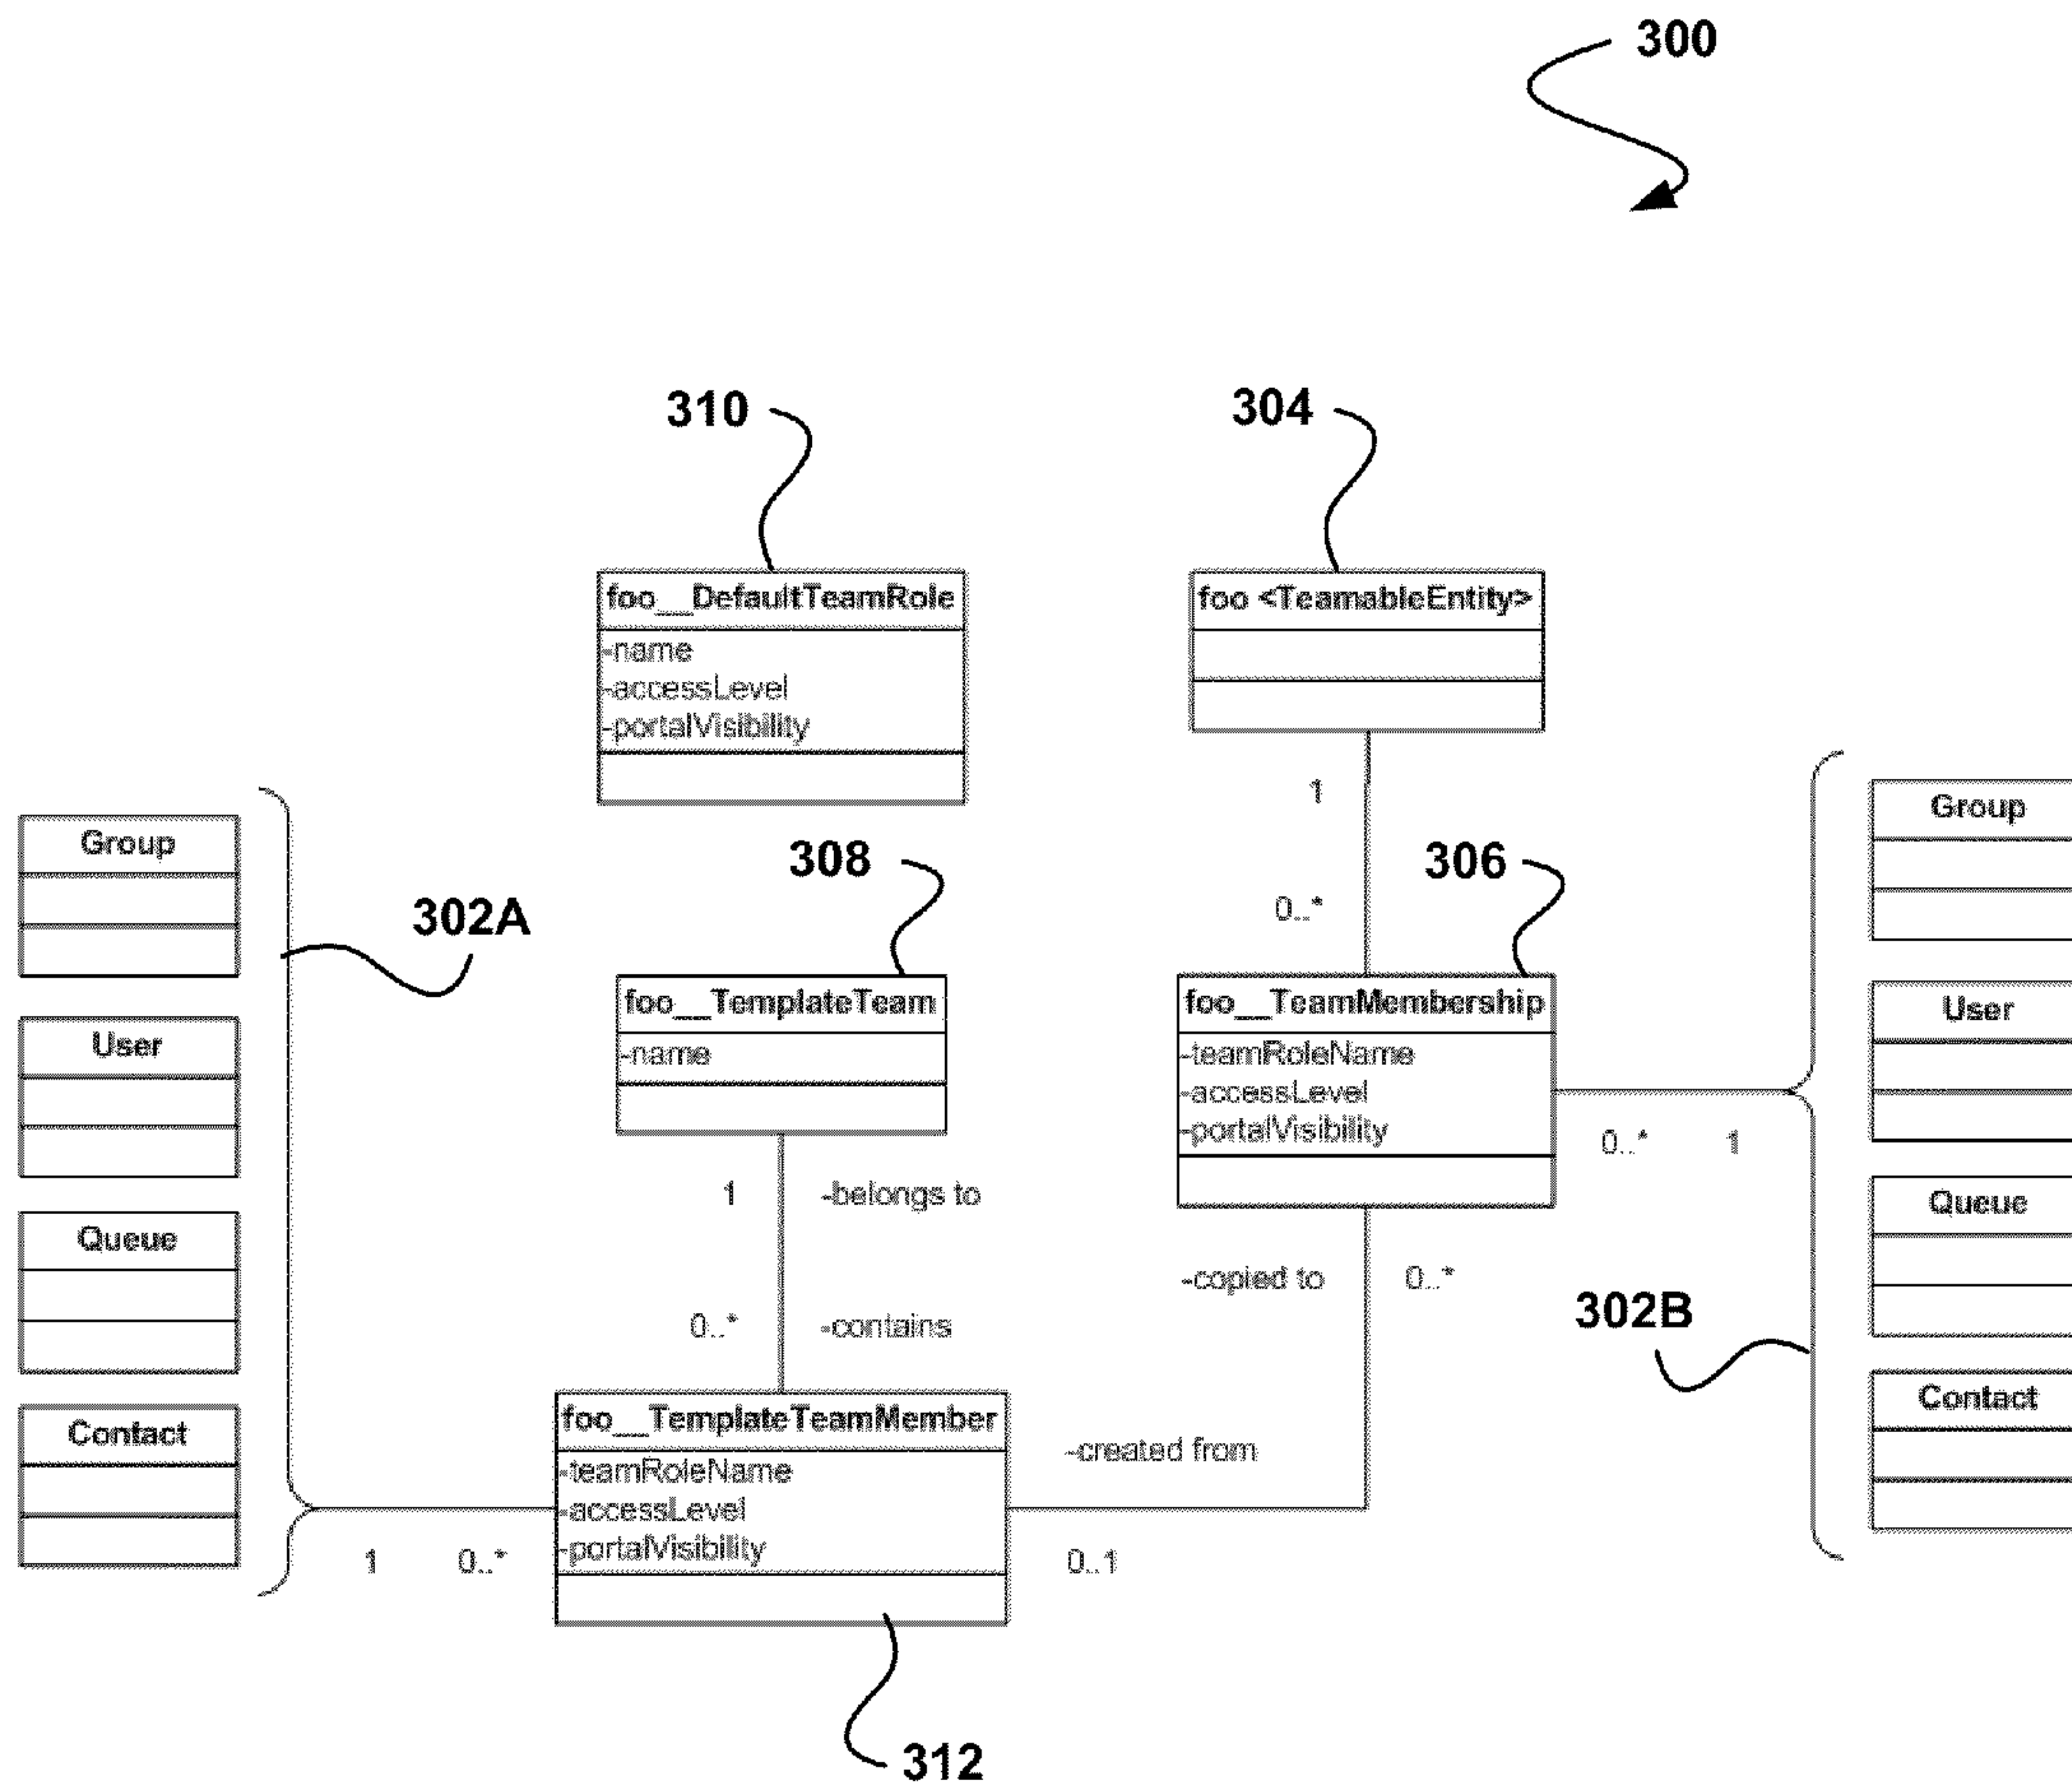 300
310
304
foo__DefaultTeamRole
-name
-accessLevel
-portalVisibility
foo <TeamableEntity>
1
0..*
Group
User
Queue
Contact
302A
308
306
foo__TemplateTeam
-name
foo__TeamMembership
-teamRoleName
-accessLevel
-portalVisibility
0..* 1
Group
User
Queue
Contact
302B
1 -belongs to
0..* -contains
-copied to 0..*
foo__TemplateTeamMember
-teamRoleName
-accessLevel
-portalVisibility
-created from
1 0..*
0..1
312